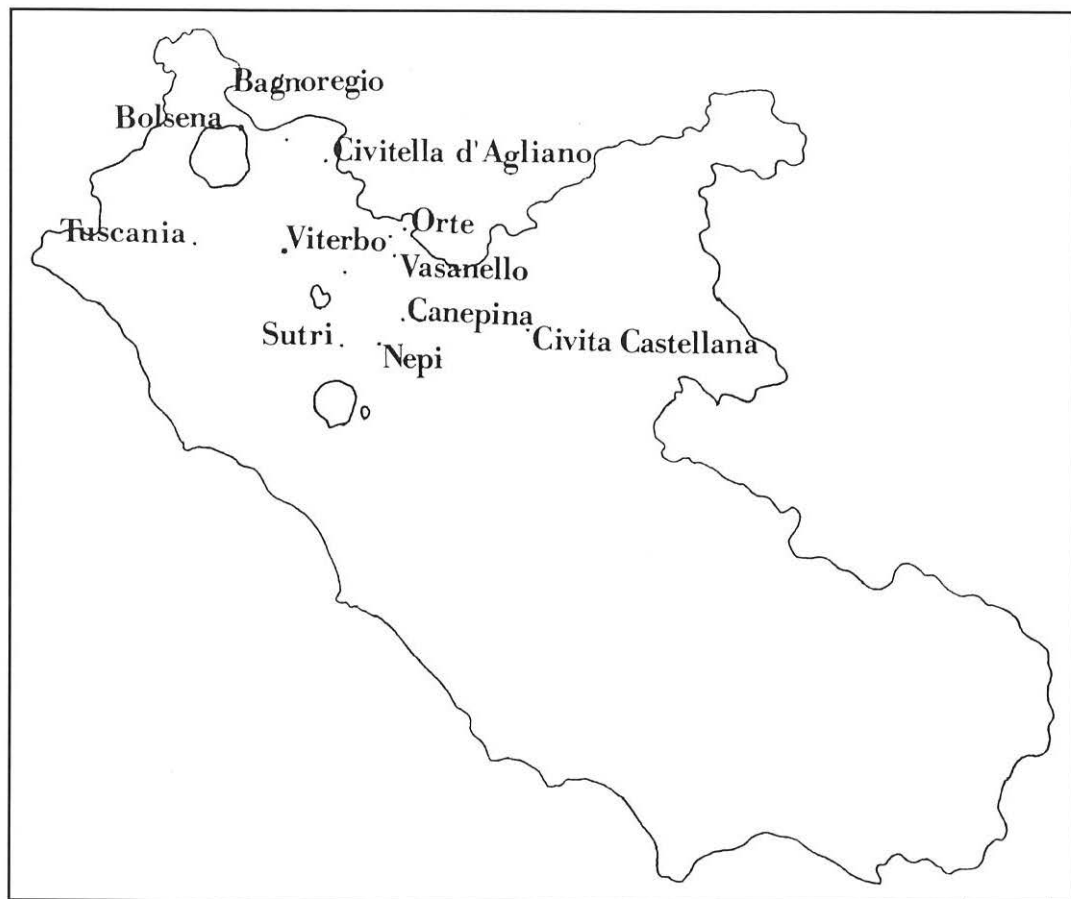 Bagnoregio
Bolsena
Civitella d'Agliano
Orte
Tuscania
Viterbo
Vasanello
Canepina
Sutri
Civita Castellana
Nepi